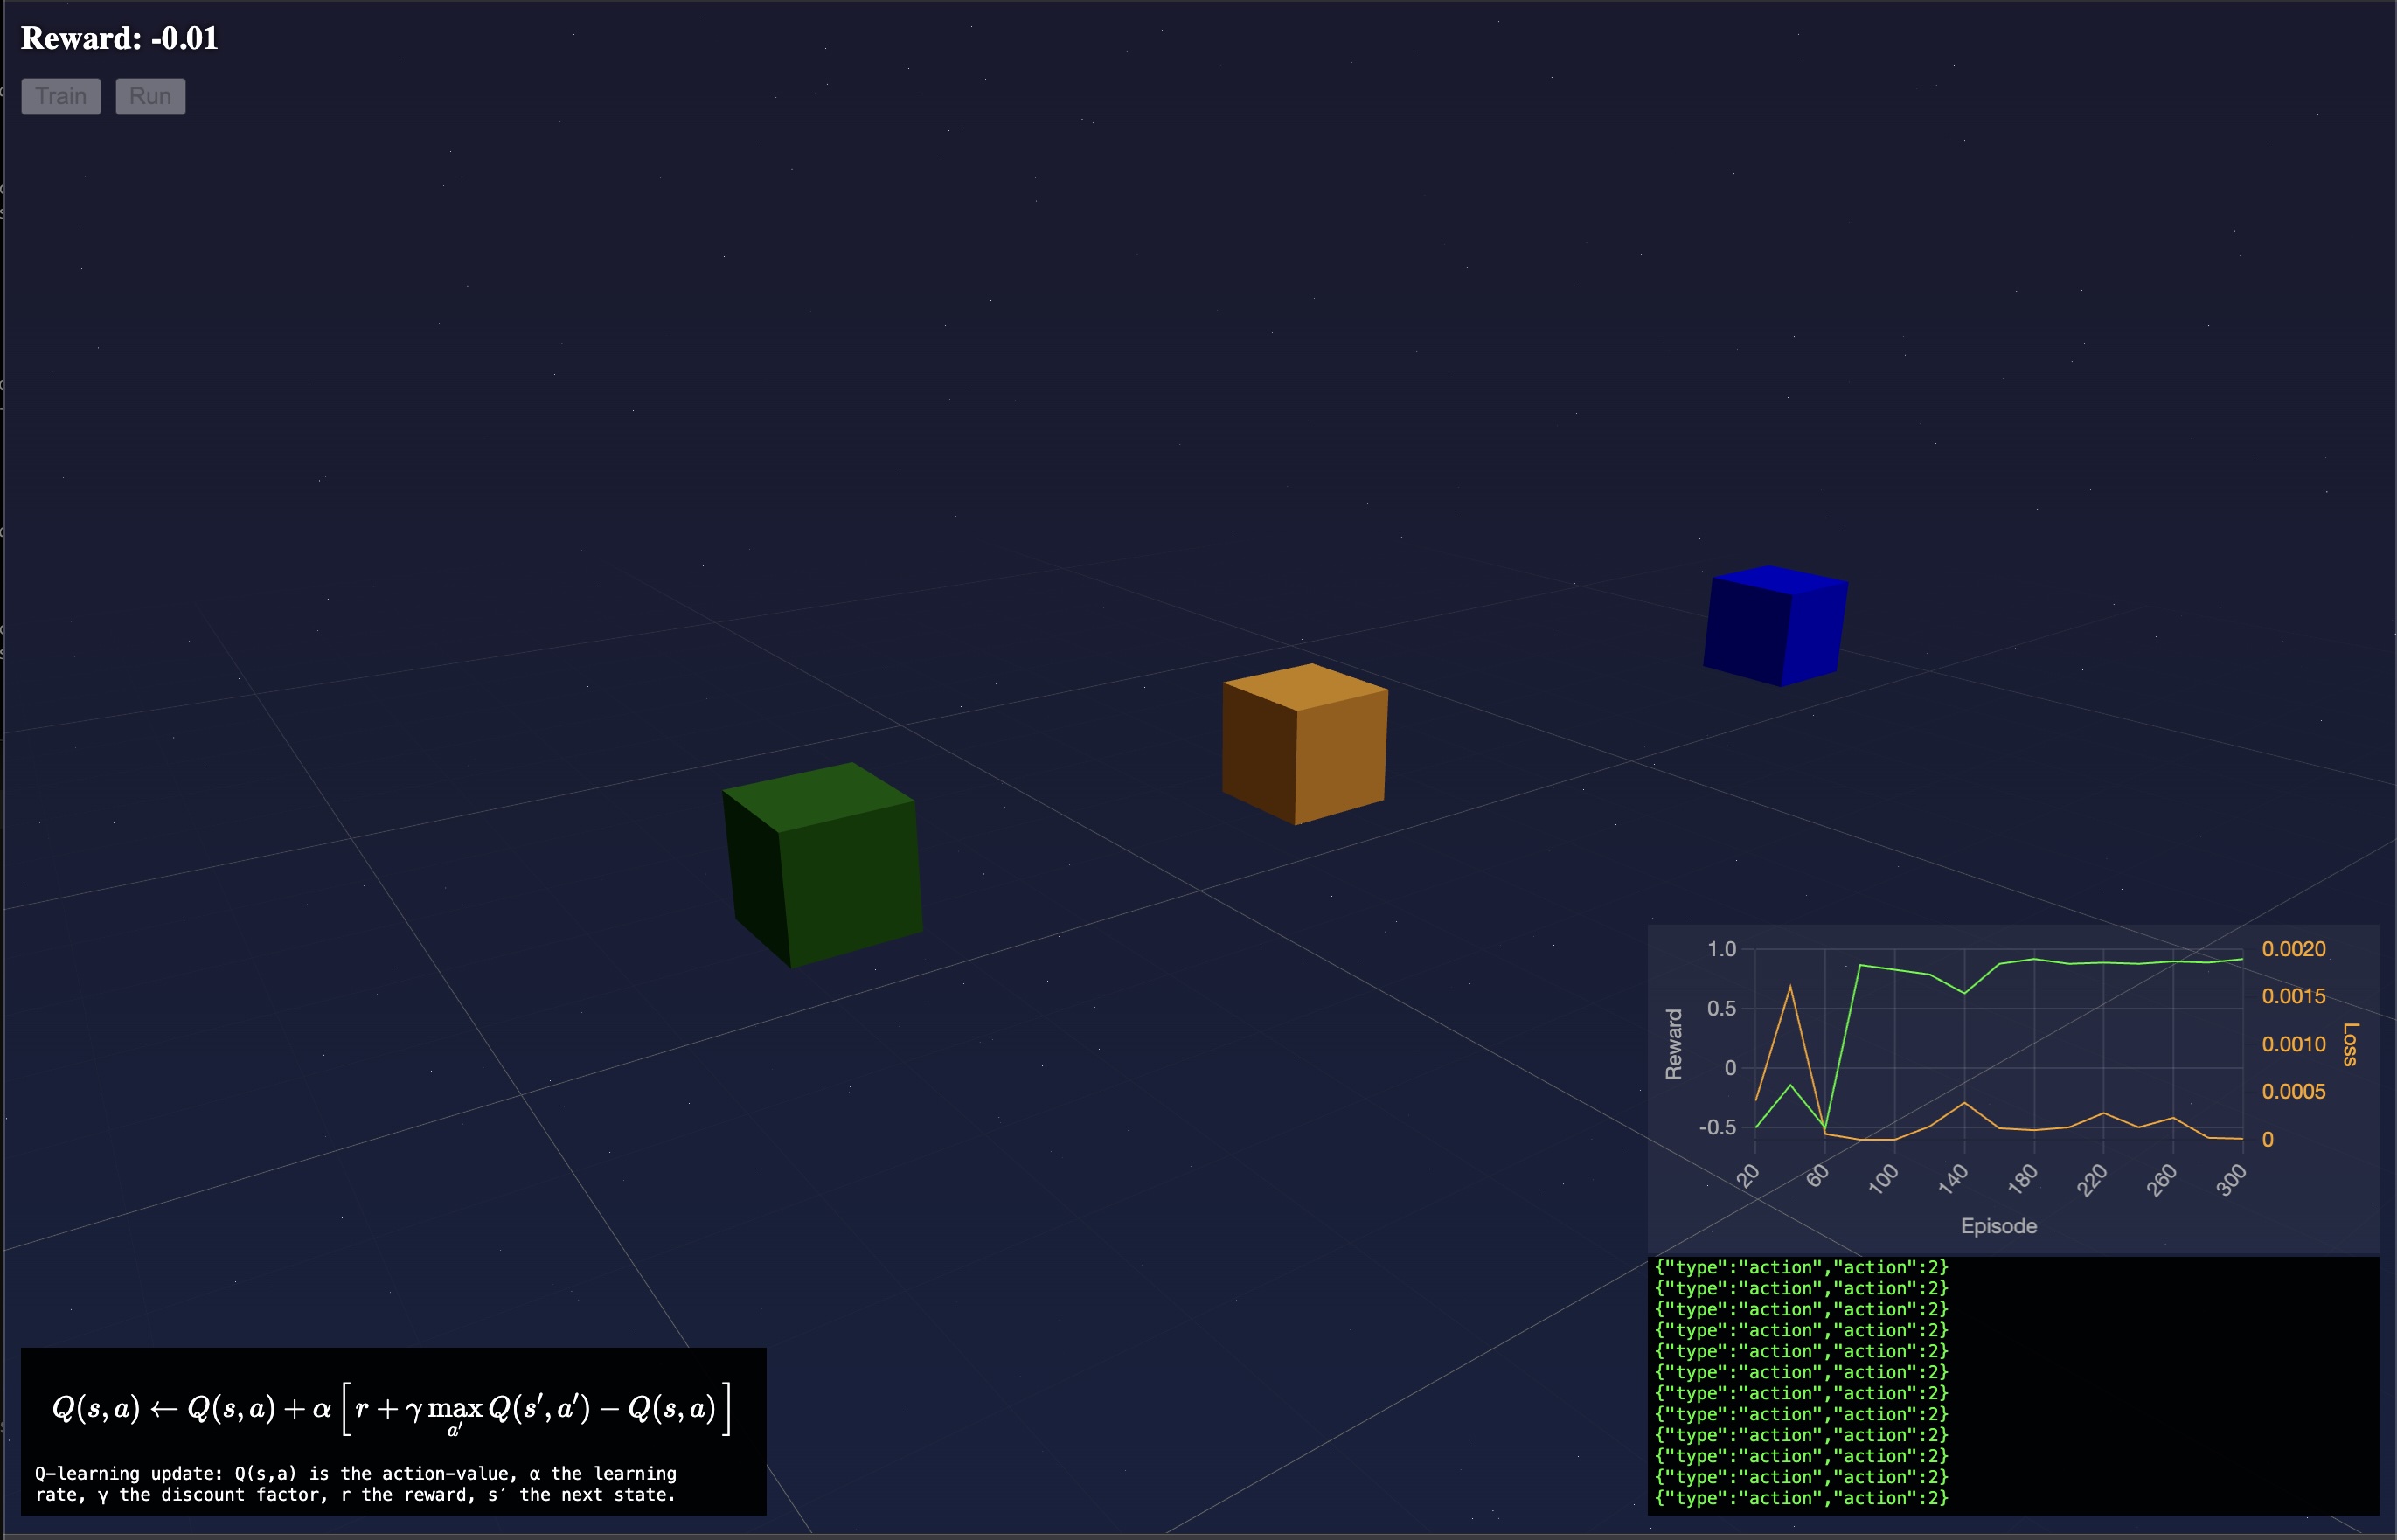 Reward: -0.01
Train Run
1.0
0.5
0
-0.5
Reward
0.0020
0.0015
0.0010
0.0005
0
Loss
20 60 100 140 180 220 260 300
Episode
{"type":"action","action":2}
{"type":"action","action":2}
{"type":"action","action":2}
{"type":"action","action":2}
{"type":"action","action":2}
{"type":"action","action":2}
{"type":"action","action":2}
{"type":"action","action":2}
{"type":"action","action":2}
{"type":"action","action":2}
{"type":"action","action":2}
{"type":"action","action":2}
Q(s,a) ← Q(s,a) + α [ r + γ max_{a′} Q(s′,a′) − Q(s,a) ]
Q-learning update: Q(s,a) is the action-value, α the learning
rate, γ the discount factor, r the reward, s′ the next state.